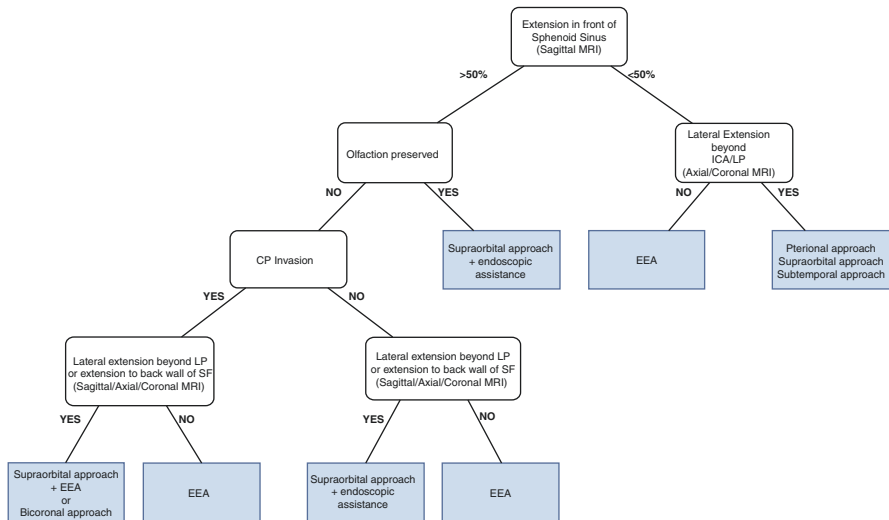 Extension in front of
Sphenoid Sinus
(Sagittal MRI)
>50%
<50%
Olfaction preserved
Lateral Extension
beyond
ICA/LP
(Axial/Coronal MRI)
NO
YES
NO
YES
CP Invasion
Supraorbital approach
+ endoscopic
assistance
EEA
Pterional approach
Supraorbital approach
Subtemporal approach
YES
NO
Lateral extension beyond LP
or extension to back wall of SF
(Sagittal/Axial/Coronal MRI)
Lateral extension beyond LP
or extension to back wall of SF
(Sagittal/Axial/Coronal MRI)
YES
NO
YES
NO
Supraorbital approach
+ EEA
or
Bicoronal approach
EEA
Supraorbital approach
+ endoscopic
assistance
EEA